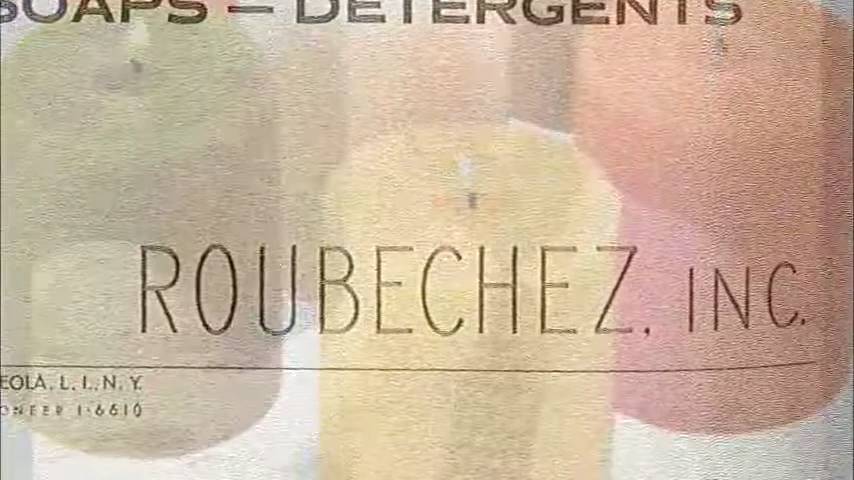 SOAPS — DETERGENTS
ROUBECHEZ, INC.
EOLA, L. I., N. Y.
ONEER 1-6610